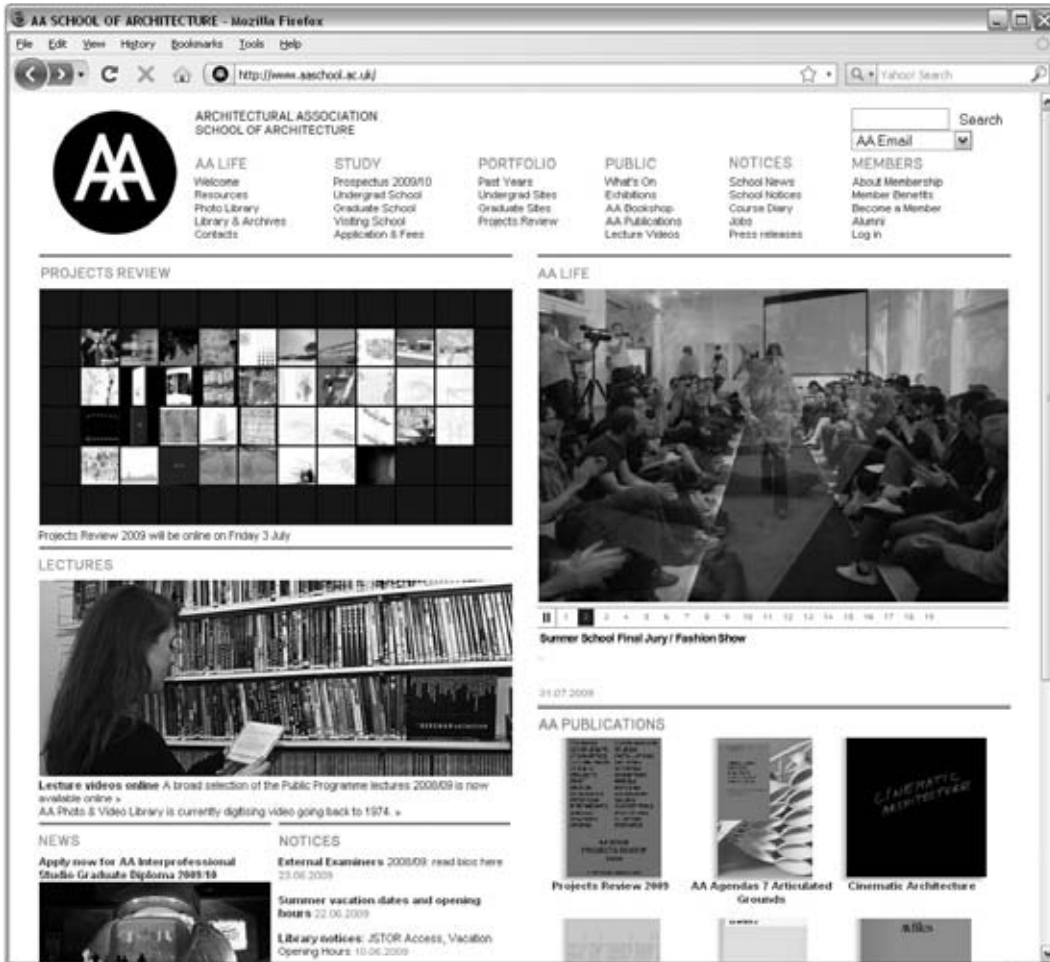 AA SCHOOL OF ARCHITECTURE - Mozilla Firefox
File Edit View History Bookmarks Tools Help
http://www.aaschool.ac.uk/
Yahoo! Search
AA
ARCHITECTURAL ASSOCIATION
SCHOOL OF ARCHITECTURE
Search
AA Email
AA LIFE
Welcome
Resources
Photo Library
Library & Archives
Contacts
STUDY
Prospectus 2009/10
Undergrad School
Graduate School
Visiting School
Application & Fees
PORTFOLIO
Past Years
Undergrad Sites
Graduate Sites
Projects Review
PUBLIC
What's On
Exhibitions
AA Bookshop
AA Publications
Lecture Videos
NOTICES
School News
School Notices
Course Diary
Jobs
Press releases
MEMBERS
About Membership
Member Benefits
Become a Member
Alumni
Log in
PROJECTS REVIEW
Projects Review 2009 will be online on Friday 3 July
LECTURES
Lecture videos online A broad selection of the Public Programme lectures 2008/09 is now
available online »
AA Photo & Video Library is currently digitising video going back to 1974. »
NEWS
Apply now for AA Interprofessional
Studio Graduate Diploma 2009/10
NOTICES
External Examiners 2008/09: read bios here
23.06.2009
Summer vacation dates and opening
hours 22.06.2009
Library notices: JSTOR Access, Vacation
Opening Hours 10.06.2009
AA LIFE
1 2 3 4 5 6 7 8 9 10 11 12 13 14 15 16 17 18 19
Summer School Final Jury / Fashion Show
31.07.2009
AA PUBLICATIONS
CINEMATIC
ARCHITECTURE
Projects Review 2009
AA Agendas 7 Articulated
Grounds
Cinematic Architecture